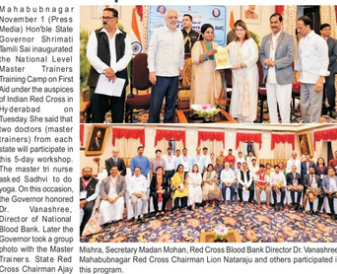 Mahabubnagar
November 1 (Press
Media) Hon'ble State
Governor Shrimati
Tamili Sai inaugurated
the National Level
Master Trainers
Training Camp on First
Aid under the auspices
of Indian Red Cross in
Hyderabad on
Tuesday. She said that
two doctors (master
trainers) from each
state will participate in
this 5-day workshop.
The master tri nurse
asked Sadhvi to do
yoga. On this occasion,
the Governor honored
Dr. Vanashree,
Director of National
Blood Bank. Later the
Governor took a group
photo with the Master
Trainers. State Red
Cross Chairman Ajay
Mishra, Secretary Madan Mohan, Red Cross Blood Bank Director Dr. Vanashree
Mahabubnagar Red Cross Chairman Lion Nataraju and others participated i
this program.